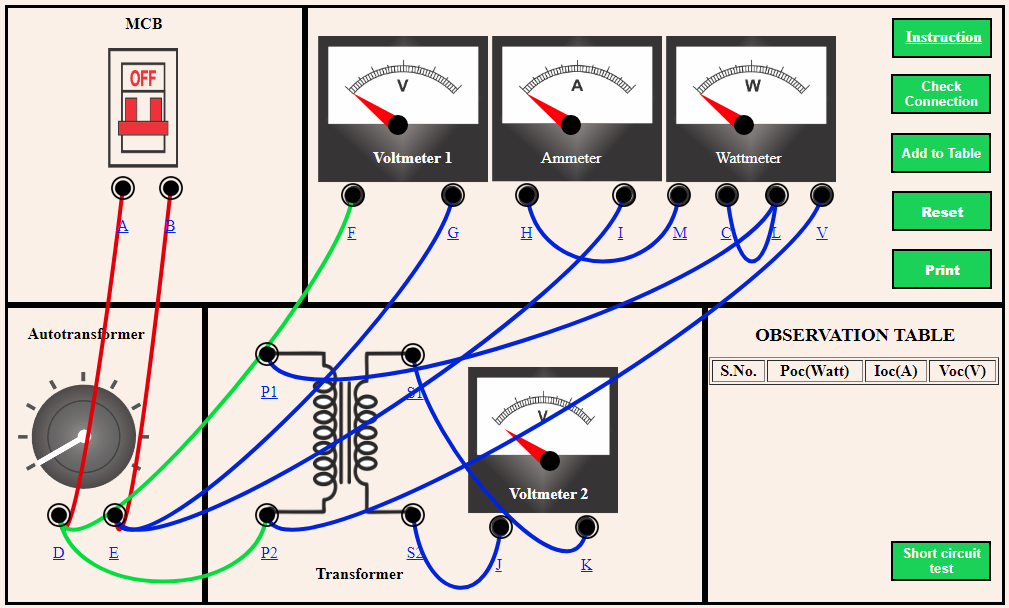 MCB
OFF
A
B
V
Voltmeter 1
A
Ammeter
W
Wattmeter
F
G
H
I
M
C
L
V
Instruction
Check
Connection
Add to Table
Reset
Print
Autotransformer
D
E
P1
S1
P2
S2
Transformer
V
Voltmeter 2
J
K
OBSERVATION TABLE
S.No. Poc(Watt) Ioc(A) Voc(V)
Short circuit
test